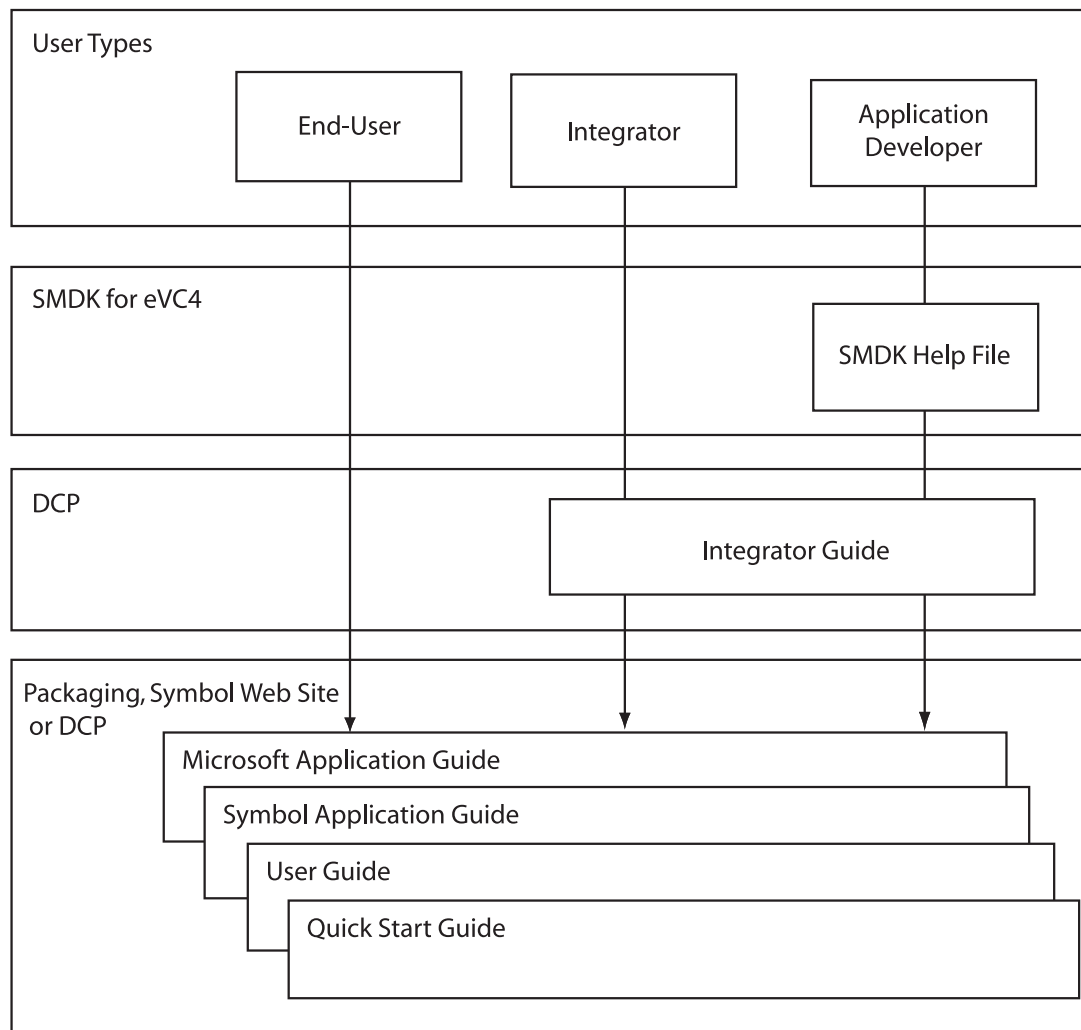 User Types
End-User
Integrator
Application
Developer
SMDK for eVC4
SMDK Help File
DCP
Integrator Guide
Packaging, Symbol Web Site
or DCP
Microsoft Application Guide
Symbol Application Guide
User Guide
Quick Start Guide